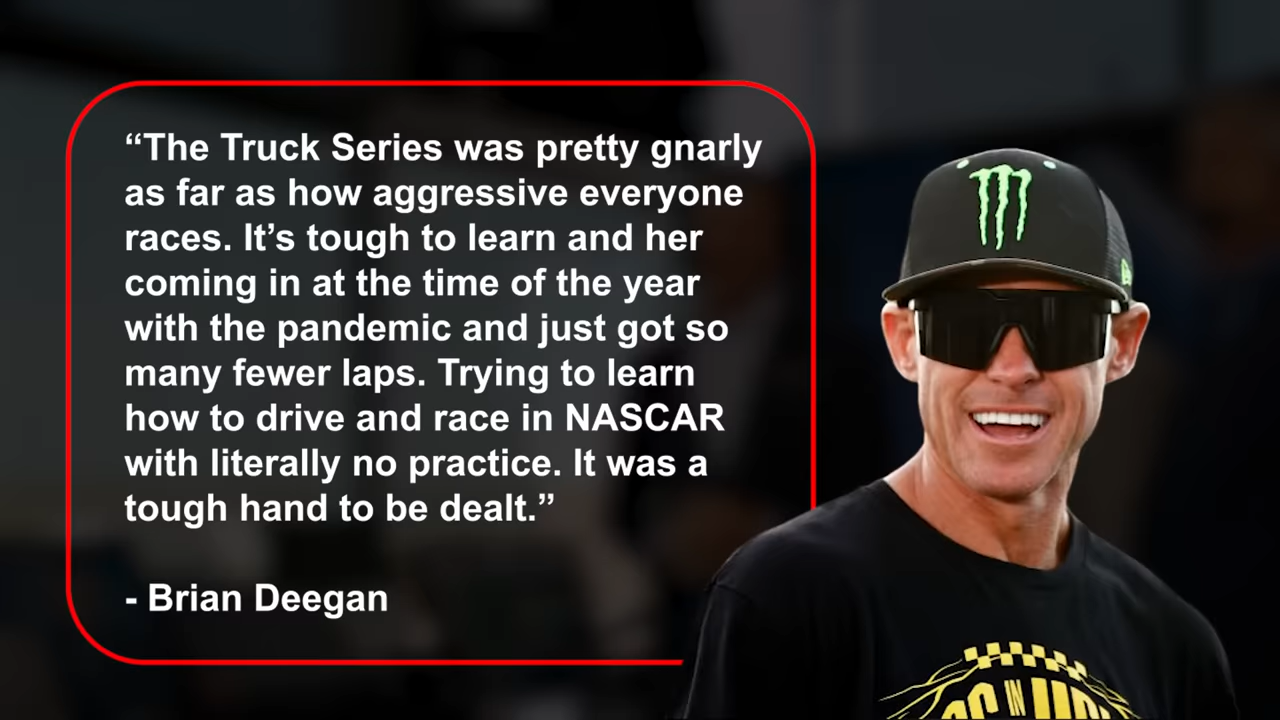 “The Truck Series was pretty gnarly
as far as how aggressive everyone
races. It’s tough to learn and her
coming in at the time of the year
with the pandemic and just got so
many fewer laps. Trying to learn
how to drive and race in NASCAR
with literally no practice. It was a
tough hand to be dealt.”
- Brian Deegan
IN